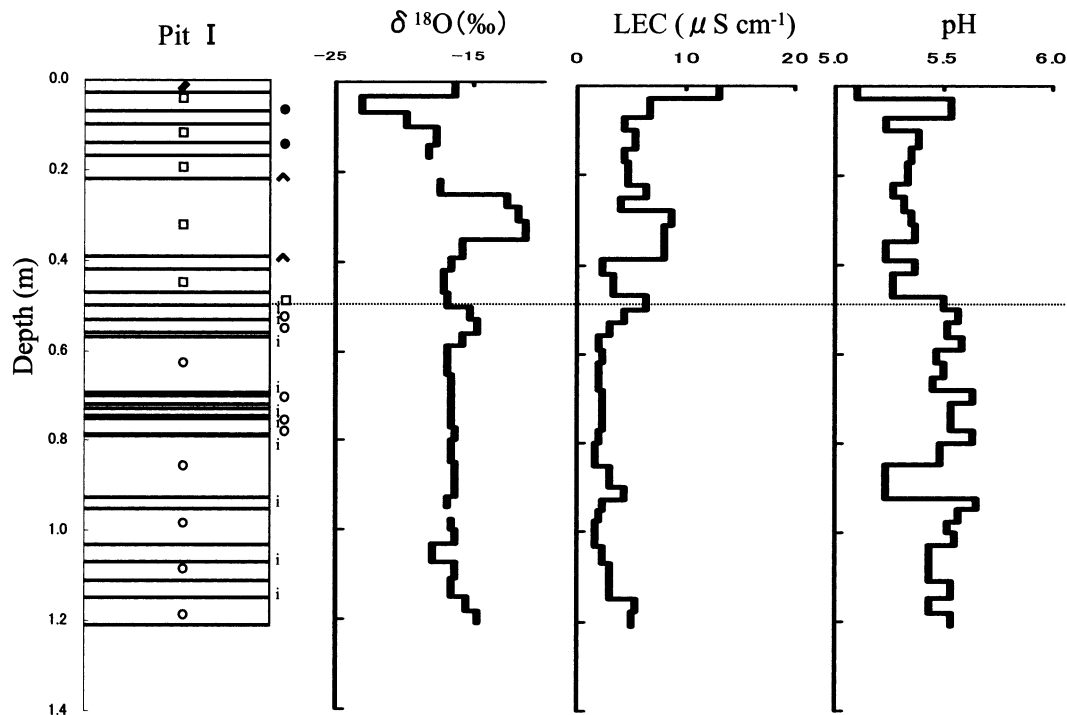 Pit I
δ ¹⁸O(‰)
LEC ( μ S cm⁻¹)
pH
−25
−15
0
10
20
5.0
5.5
6.0
Depth (m)
0.0
0.2
0.4
0.6
0.8
1.0
1.2
1.4
i
i
i
i
i
i
i
i